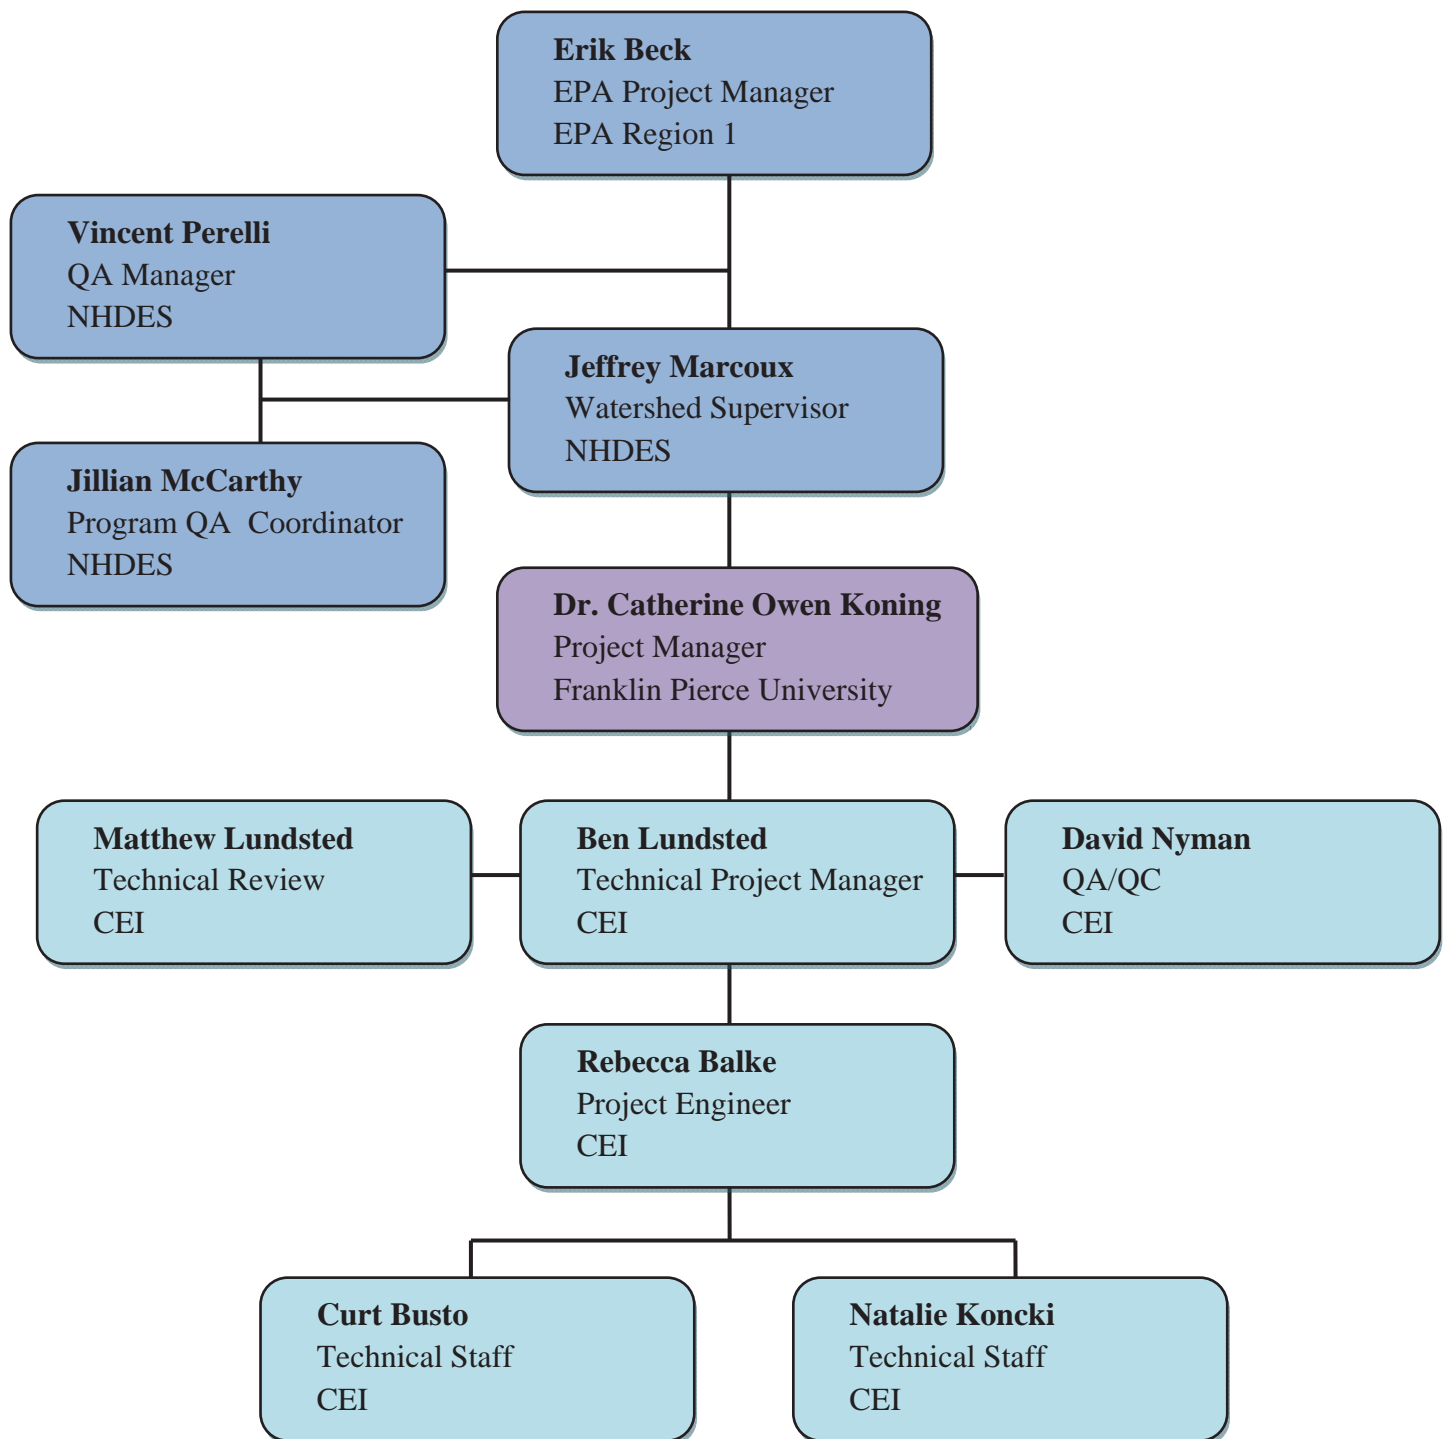 Erik Beck
EPA Project Manager
EPA Region 1
Vincent Perelli
QA Manager
NHDES
Jeffrey Marcoux
Watershed Supervisor
NHDES
Jillian McCarthy
Program QA  Coordinator
NHDES
Dr. Catherine Owen Koning
Project Manager
Franklin Pierce University
Matthew Lundsted
Technical Review
CEI
Ben Lundsted
Technical Project Manager
CEI
David Nyman
QA/QC
CEI
Rebecca Balke
Project Engineer
CEI
Curt Busto
Technical Staff
CEI
Natalie Koncki
Technical Staff
CEI